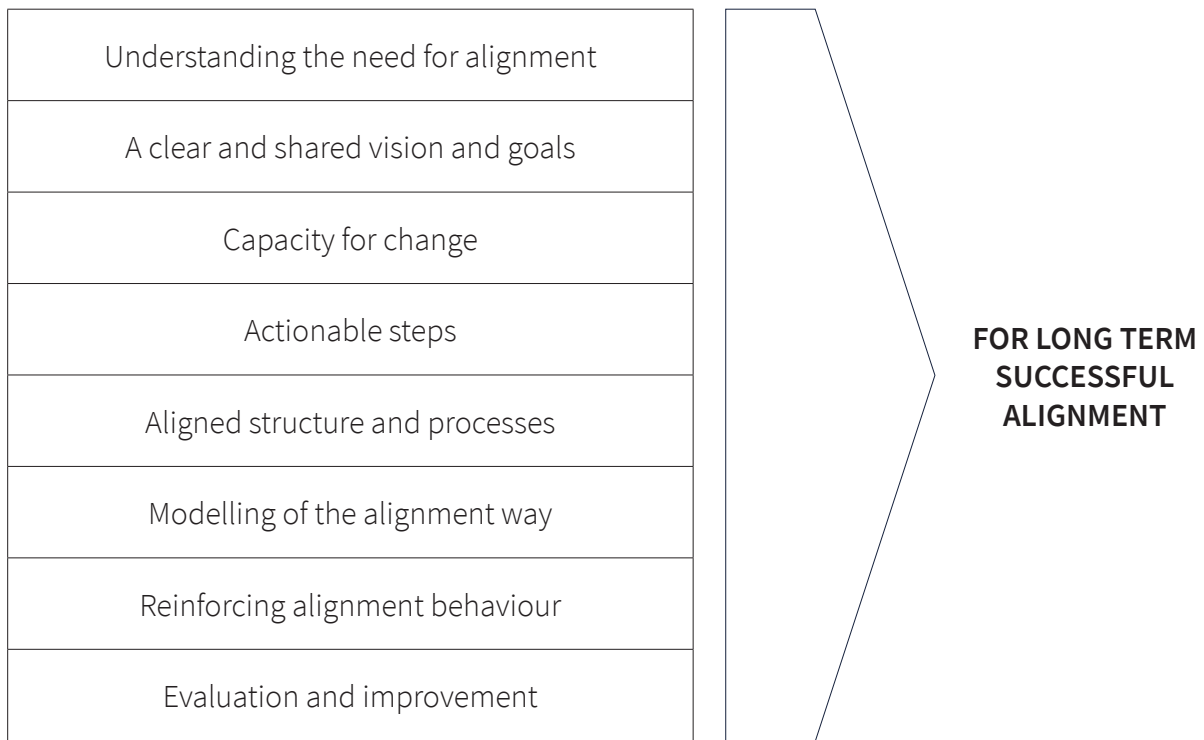 Understanding the need for alignment
A clear and shared vision and goals
Capacity for change
Actionable steps
Aligned structure and processes
Modelling of the alignment way
Reinforcing alignment behaviour
Evaluation and improvement
FOR LONG TERM
SUCCESSFUL
ALIGNMENT